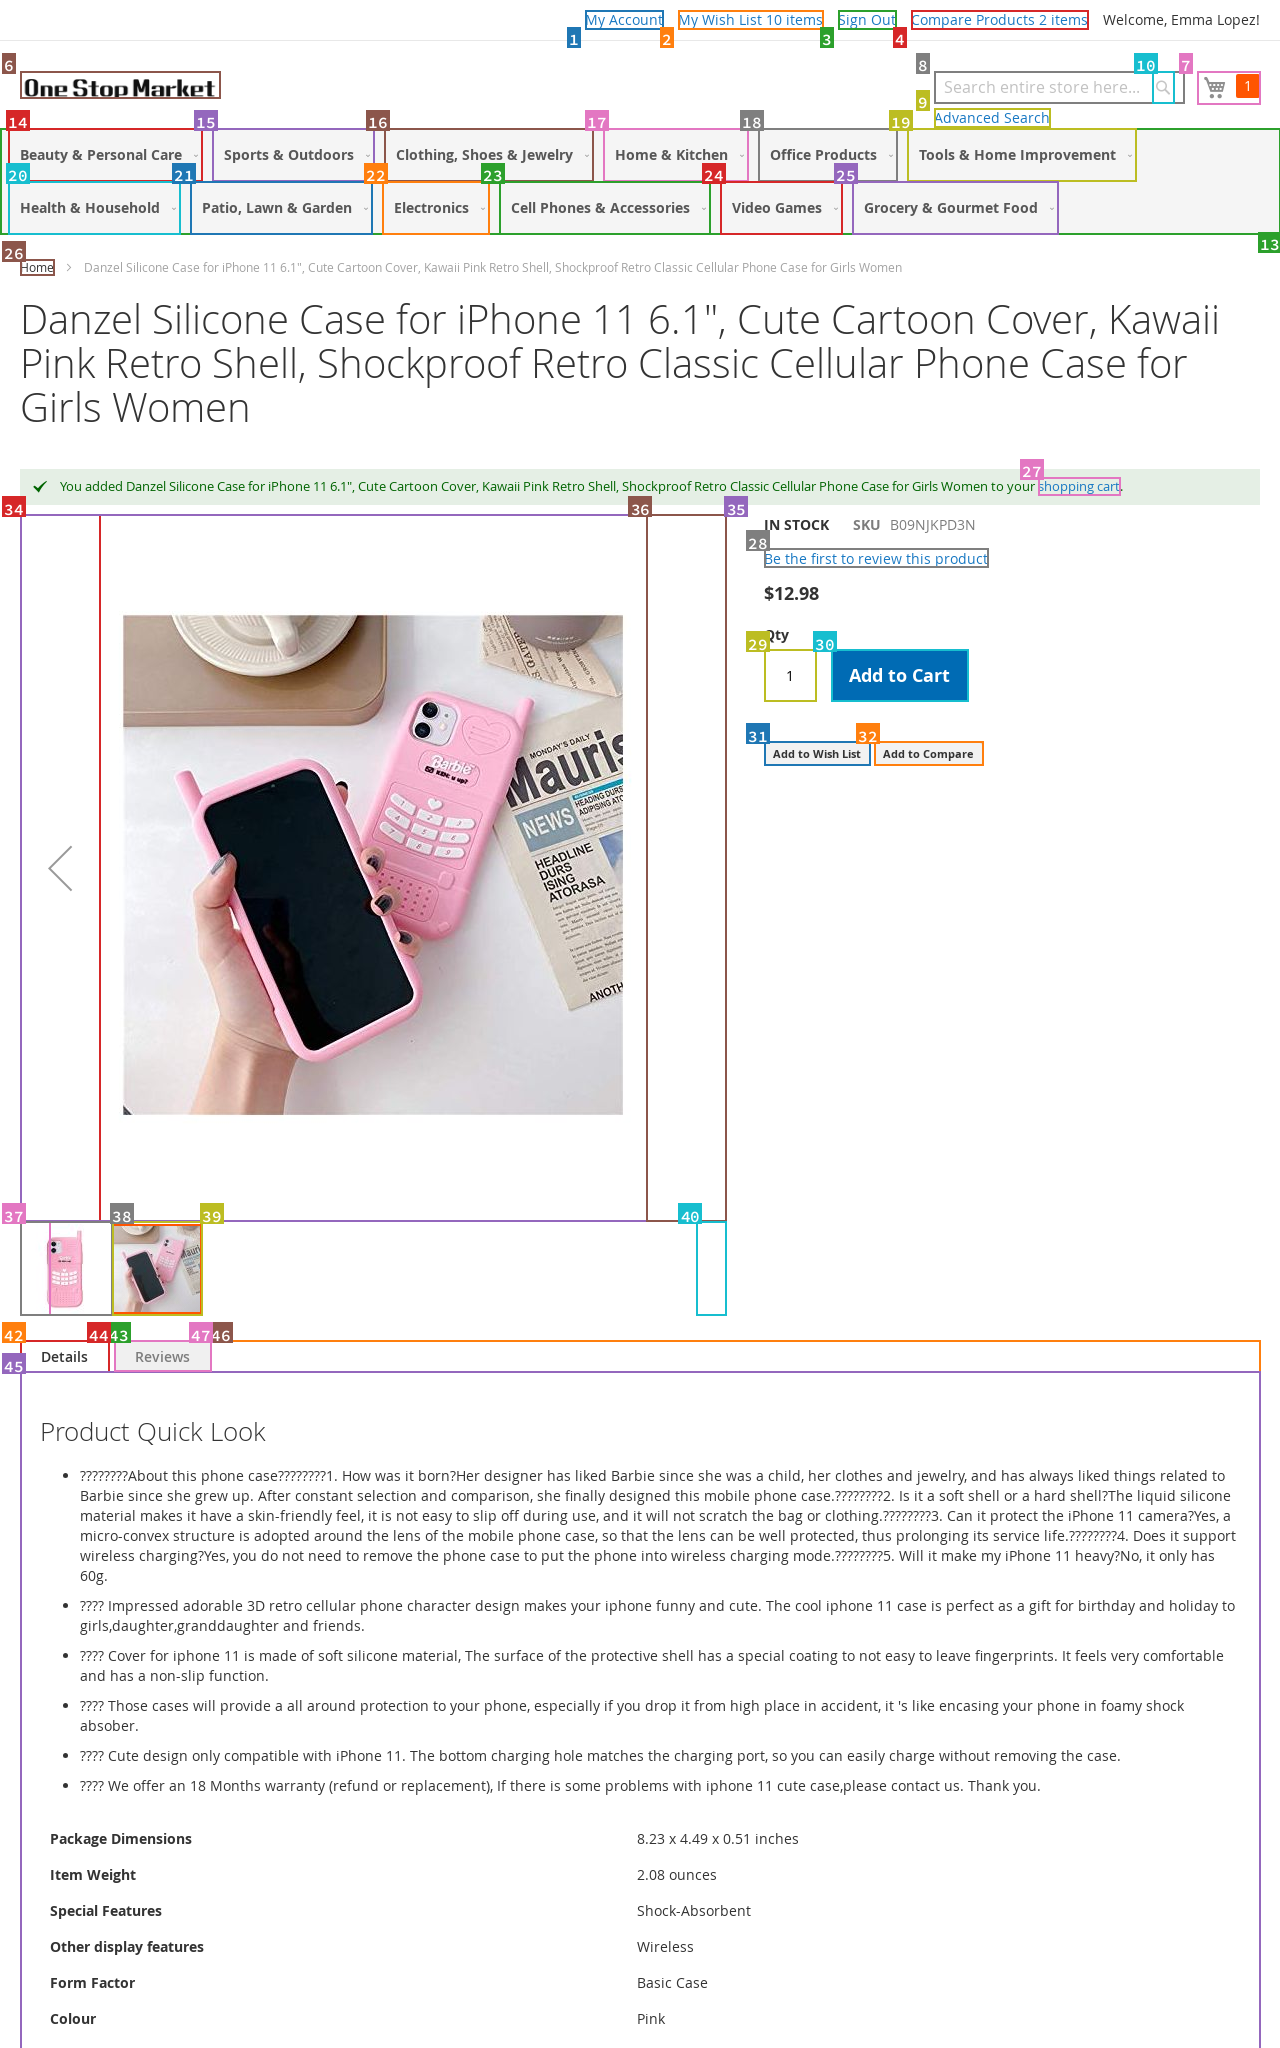 My Account My Wish List 10 items Sign Out Compare Products 2 items Welcome, Emma Lopez!
1 2 3 4
6 8 10 7
One Stop Market Search entire store here... 1
9
Advanced Search
14 15 16 17 18 19
Beauty & Personal Care Sports & Outdoors Clothing, Shoes & Jewelry Home & Kitchen Office Products Tools & Home Improvement
20 21 22 23 24 25
Health & Household Patio, Lawn & Garden Electronics Cell Phones & Accessories Video Games Grocery & Gourmet Food
26 13
Home Danzel Silicone Case for iPhone 11 6.1", Cute Cartoon Cover, Kawaii Pink Retro Shell, Shockproof Retro Classic Cellular Phone Case for Girls Women
Danzel Silicone Case for iPhone 11 6.1", Cute Cartoon Cover, Kawaii
Pink Retro Shell, Shockproof Retro Classic Cellular Phone Case for
Girls Women
27
You added Danzel Silicone Case for iPhone 11 6.1", Cute Cartoon Cover, Kawaii Pink Retro Shell, Shockproof Retro Classic Cellular Phone Case for Girls Women to your shopping cart.
34 36 35
IN STOCK SKU B09NJKPD3N
28
Be the first to review this product
$12.98
Qty
29 30
1 Add to Cart
31 32
Add to Wish List Add to Compare
MONDAY'S DAILY
Mauris
Barbie
KEN: u up?
HEADING DURS
ADIPISING
NEWS
HEADLINE
DURS
ISING
ATORASA
1 2 3
4 5 6
7 8 9
ANOTH
37 38 39 40
42 44 43 47 46
Details Reviews
45
Product Quick Look
????????About this phone case????????1. How was it born?Her designer has liked Barbie since she was a child, her clothes and jewelry, and has always liked things related to
Barbie since she grew up. After constant selection and comparison, she finally designed this mobile phone case.????????2. Is it a soft shell or a hard shell?The liquid silicone
material makes it have a skin-friendly feel, it is not easy to slip off during use, and it will not scratch the bag or clothing.????????3. Can it protect the iPhone 11 camera?Yes, a
micro-convex structure is adopted around the lens of the mobile phone case, so that the lens can be well protected, thus prolonging its service life.????????4. Does it support
wireless charging?Yes, you do not need to remove the phone case to put the phone into wireless charging mode.????????5. Will it make my iPhone 11 heavy?No, it only has
60g.
???? Impressed adorable 3D retro cellular phone character design makes your iphone funny and cute. The cool iphone 11 case is perfect as a gift for birthday and holiday to
girls,daughter,granddaughter and friends.
???? Cover for iphone 11 is made of soft silicone material, The surface of the protective shell has a special coating to not easy to leave fingerprints. It feels very comfortable
and has a non-slip function.
???? Those cases will provide a all around protection to your phone, especially if you drop it from high place in accident, it 's like encasing your phone in foamy shock
absober.
???? Cute design only compatible with iPhone 11. The bottom charging hole matches the charging port, so you can easily charge without removing the case.
???? We offer an 18 Months warranty (refund or replacement), If there is some problems with iphone 11 cute case,please contact us. Thank you.
Package Dimensions 8.23 x 4.49 x 0.51 inches
Item Weight 2.08 ounces
Special Features Shock-Absorbent
Other display features Wireless
Form Factor Basic Case
Colour Pink